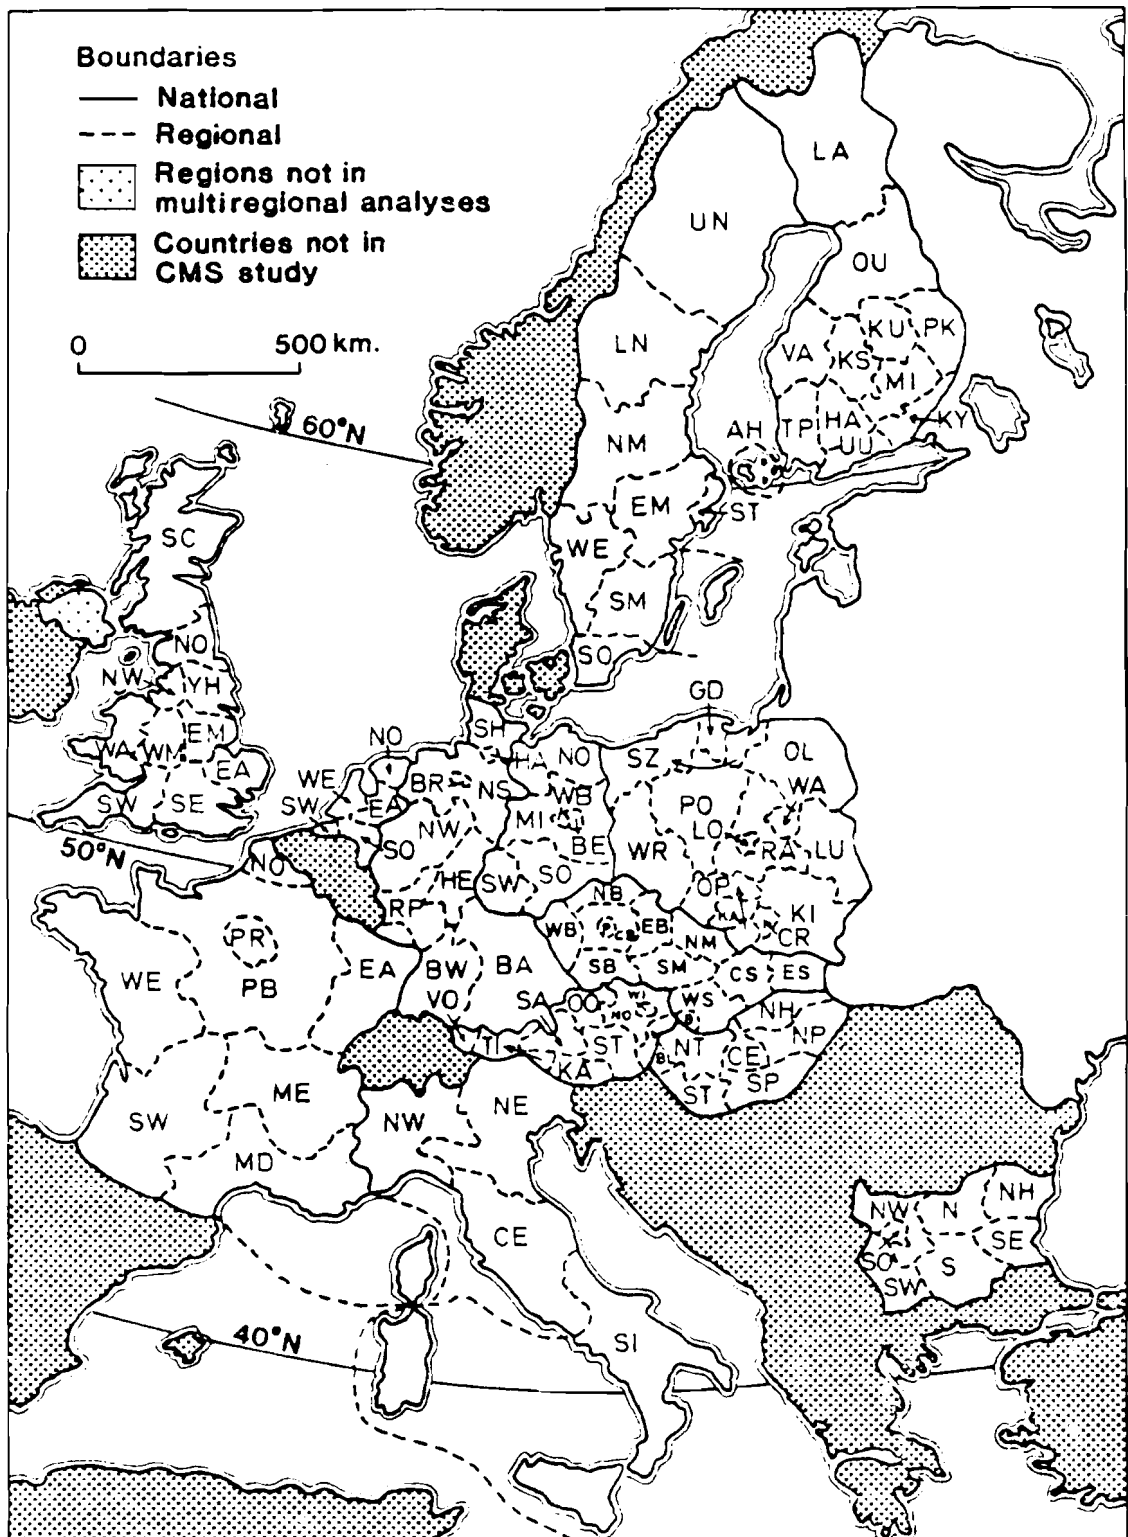 Boundaries
National
Regional
Regions not in
multiregional analyses
Countries not in
CMS study
0 500 km.
60°N
LA
UN
OU
LN
VA
KS
KU
PK
MI
NM
AH
TP
HA
UU
KY
EM
ST
WE
SM
SO
SC
NO
NW
YH
WA
WM
EM
EA
SW
SE
50°N
NO
WE
SW
EA
SO
SH
BR
NS
NW
HE
RP
BW
BA
HA
NO
WB
MI
BE
SW
SO
GD
SZ
OL
PO
WA
LO
WR
RA
LU
OP
KA
KI
CR
NB
WB
P
CB
EB
NM
SB
SM
CS
ES
WS
B
VO
SA
OO
WI
NO
TI
ST
KA
NH
NP
NT
CE
B
SP
ST
NO
PR
PB
WE
EA
ME
SW
MD
NW
NE
CE
SI
NW
N
NH
SO
SE
SW
S
40°N